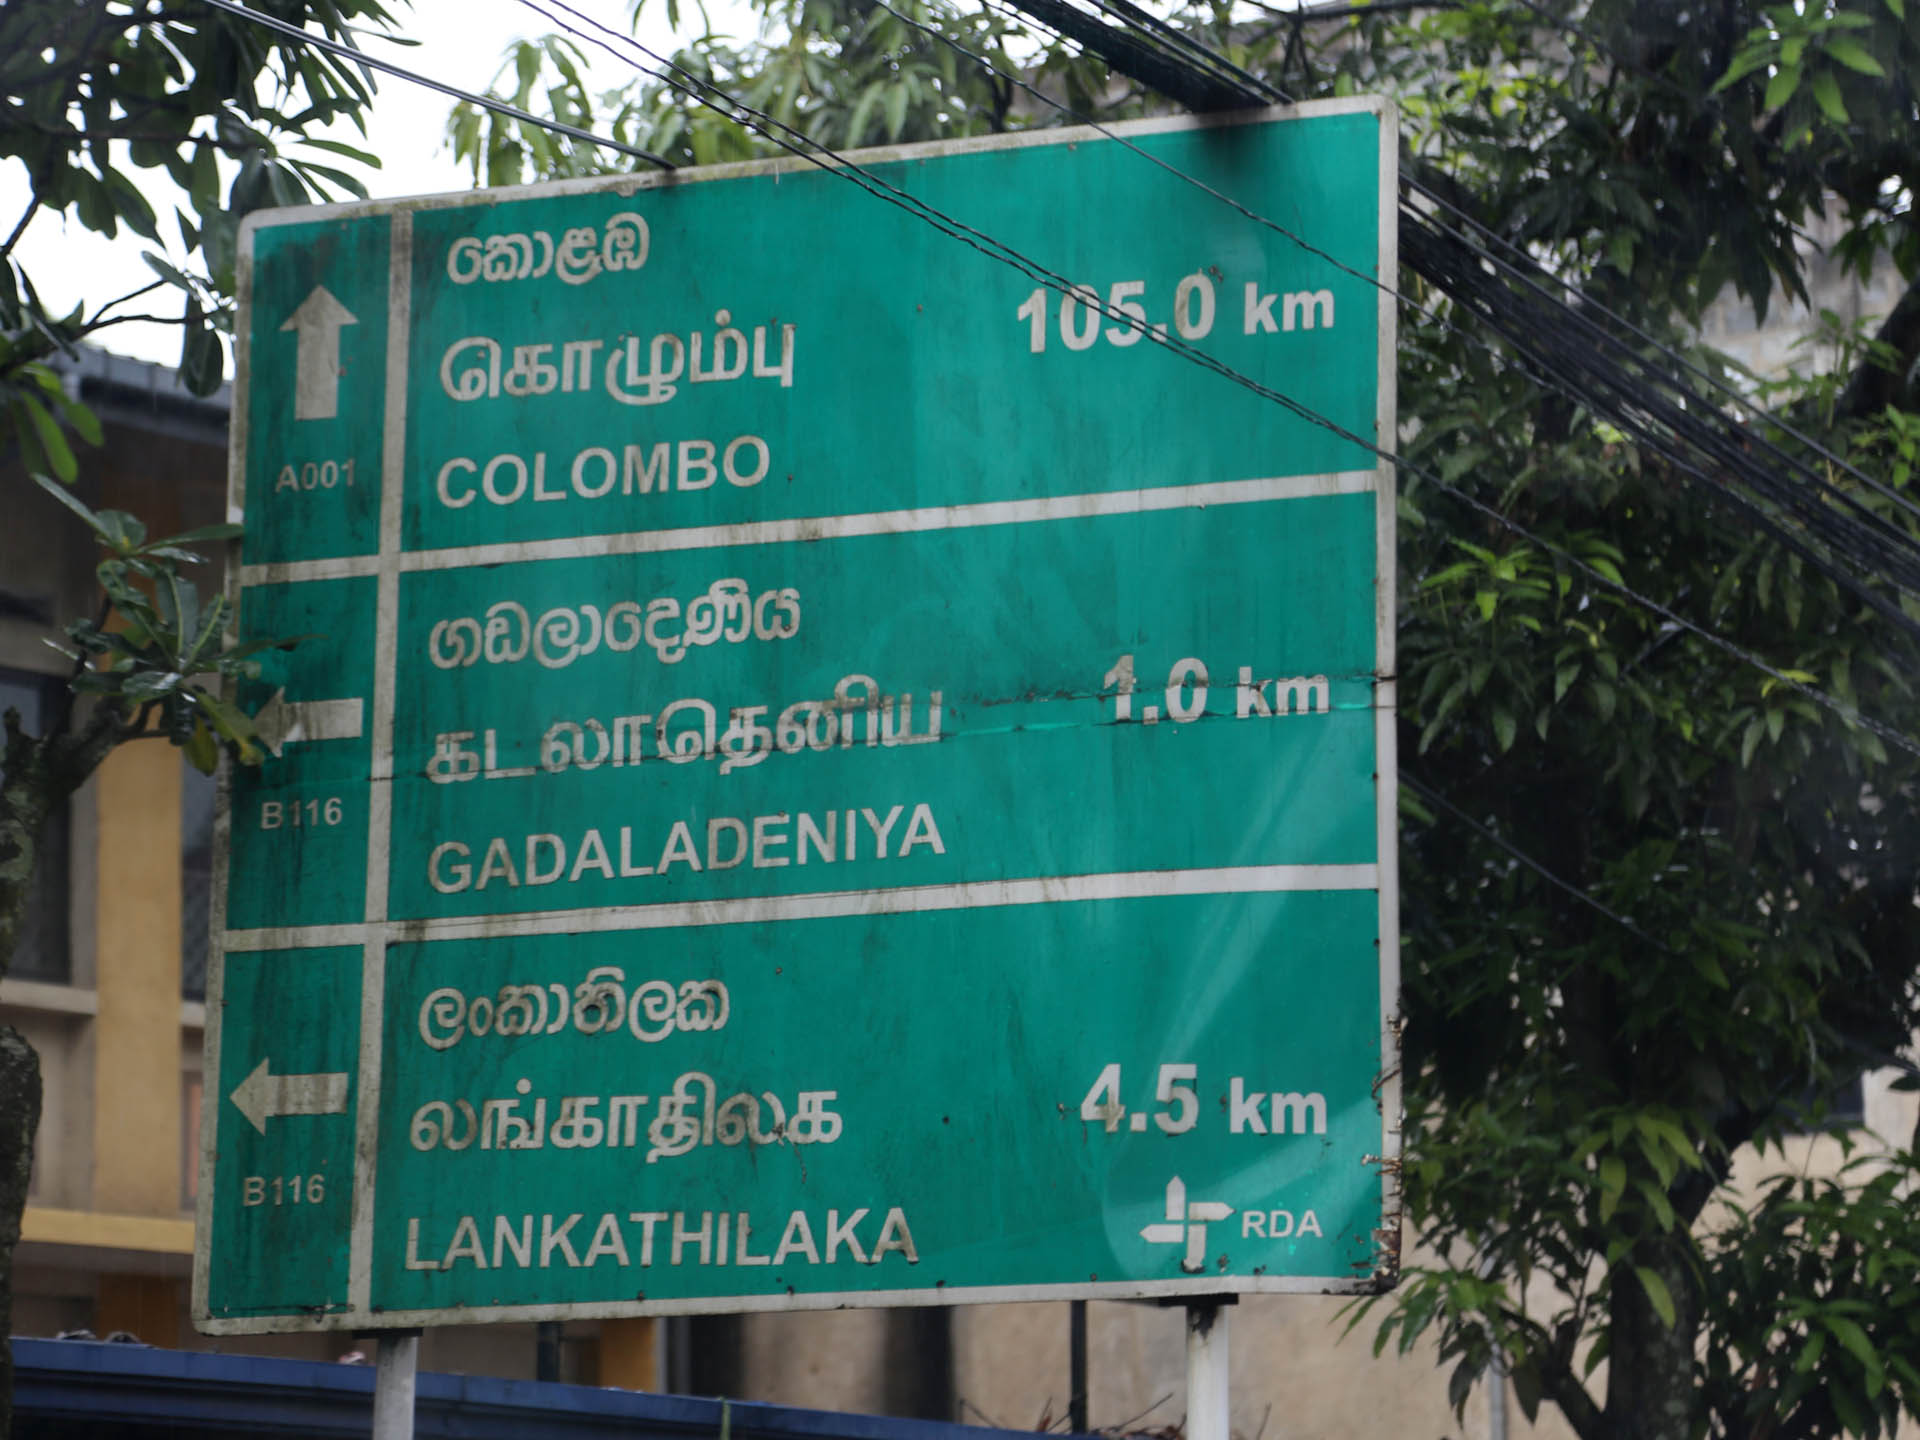 කොළඹ
கொழும்பு
COLOMBO
105.0 km
A001
ගඩලාදෙණිය
கடலாதெனிய
GADALADENIYA
1.0 km
B116
ලංකාතිලක
லங்காதிலக
LANKATHILAKA
4.5 km
B116
RDA